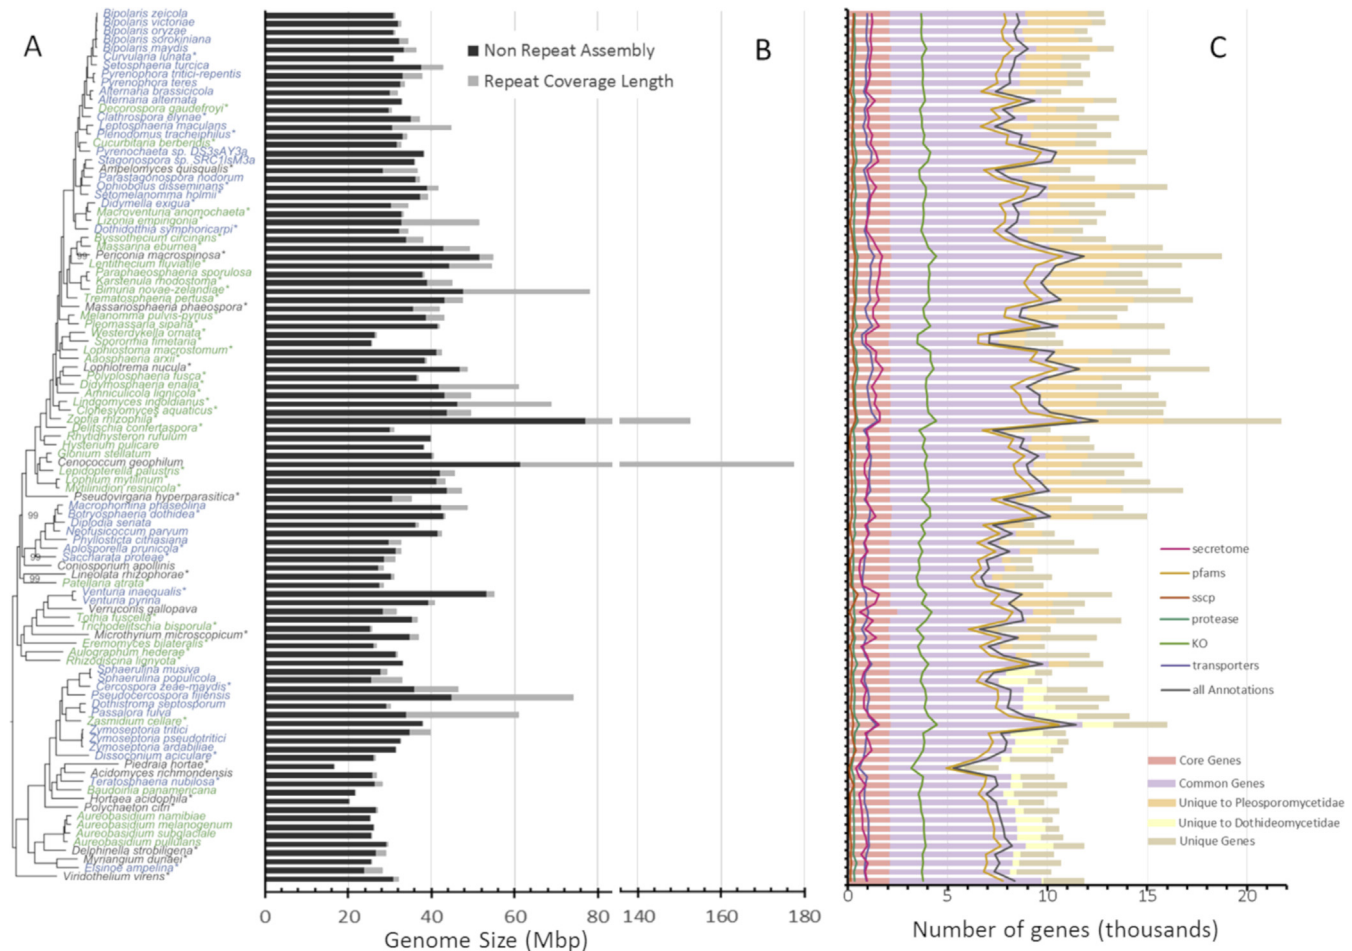 A
B
C
Bipolaris zeicola
Bipolaris victoriae
Bipolaris oryzae
Bipolaris sorokiniana
Bipolaris maydis
Curvularia lunata*
Setosphaeria turcica
Pyrenophora tritici-repentis
Pyrenophora teres
Alternaria brassicicola
Alternaria alternata
Decorospora gaudefroyi*
Clathrospora elynae*
Leptosphaeria maculans
Plenodomus tracheiphilus*
Cucurbitaria berberidis*
Pyrenochaeta sp. DS3sAY3a
Stagonospora sp. SRC1lsM3a
Ampelomyces quisqualis*
Parastagonospora nodorum
Ophiobolus disseminans*
Setomelanomma holmii*
Didymella exigua*
Macroventuria anomochaeta*
Lizonia empirigonia*
Dothidotthia symphoricarpi*
Byssothecium circinans*
Massarina eburnea*
Periconia macrospinosa*
Lentithecium fluviatile*
Paraphaeosphaeria sporulosa
Karstenula rhodostoma*
Bimuria novae-zelandiae*
Trematosphaeria pertusa*
Massariosphaeria phaeospora*
Melanomma pulvis-pyrius*
Pleomassaria siparia*
Westerdykella ornata*
Sporormia fimetaria*
Lophiostoma macrostomum*
Aaosphaeria arxii*
Lophiotrema nucula*
Polyplosphaeria fusca*
Didymosphaeria enalia*
Amniculicola lignicola*
Lindgomyces ingoldianus*
Clohesyomyces aquaticus*
Zopfia rhizophila*
Delitschia confertaspora*
Rhytidhysteron rufulum
Hysterium pulicare
Glonium stellatum
Cenococcum geophilum
Lepidopterella palustris*
Lophium mytilinum*
Mytilinidion resinicola*
Pseudovirgaria hyperparasitica*
Macrophomina phaseolina
Botryosphaeria dothidea*
Diplodia seriata
Neofusicoccum parvum
Phyllosticta citriasiana
Aplosporella prunicola*
Saccharata proteae*
Coniosporium apollinis
Lineolata rhizophorae*
Patellaria atrata*
Venturia inaequalis*
Venturia pyrina
Verruconis gallopava
Tothia fuscella*
Trichodelitschia bisporula*
Microthyrium microscopicum*
Eremomyces bilateralis*
Aulographum hederae*
Rhizodiscina lignyota*
Sphaerulina musiva
Sphaerulina populicola
Cercospora zeae-maydis*
Pseudocercospora fijiensis
Dothistroma septosporum
Passalora fulva
Zasmidium cellare*
Zymoseptoria tritici
Zymoseptoria pseudotritici
Zymoseptoria ardabiliae
Dissoconium aciculare*
Piedraia hortae*
Acidomyces richmondensis
Teratosphaeria nubilosa*
Baudoinia panamericana
Hortaea acidophila*
Polychaeton citri*
Aureobasidium namibiae
Aureobasidium melanogenum
Aureobasidium subglaciale
Aureobasidium pullulans
Delphinella strobiligena*
Myriangium duriaei*
Elsinoe ampelina*
Viridothelium virens*
99
99
99
99
Non Repeat Assembly
Repeat Coverage Length
0 20 40 60 80 140 160 180
Genome Size (Mbp)
secretome
pfams
sscp
protease
KO
transporters
all Annotations
Core Genes
Common Genes
Unique to Pleosporomycetidae
Unique to Dothideomycetidae
Unique Genes
0 5 10 15 20
Number of genes (thousands)